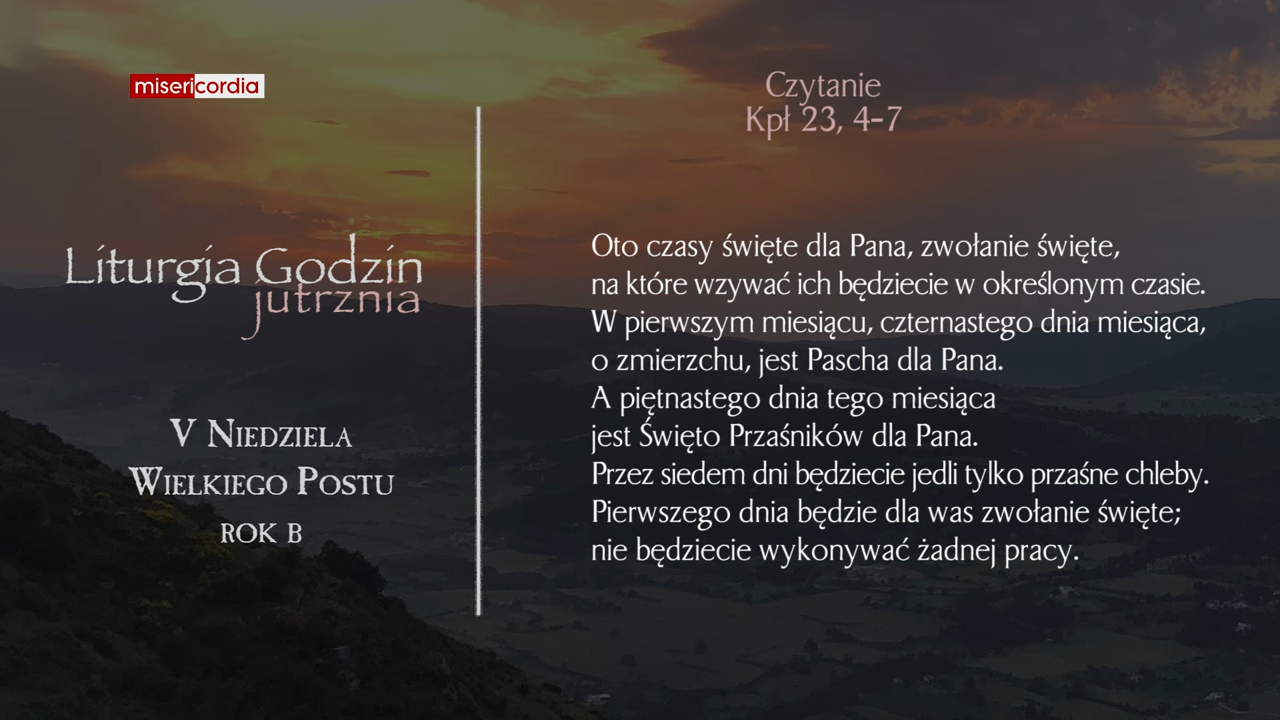 misericordia
Liturgia Godzin
jutrznia
V Niedziela
Wielkiego Postu
rok B
Czytanie
Kpł 23, 4-7
Oto czasy święte dla Pana, zwołanie święte,
na które wzywać ich będziecie w określonym czasie.
W pierwszym miesiącu, czternastego dnia miesiąca,
o zmierzchu, jest Pascha dla Pana.
A piętnastego dnia tego miesiąca
jest Święto Przaśników dla Pana.
Przez siedem dni będziecie jedli tylko przaśne chleby.
Pierwszego dnia będzie dla was zwołanie święte;
nie będziecie wykonywać żadnej pracy.